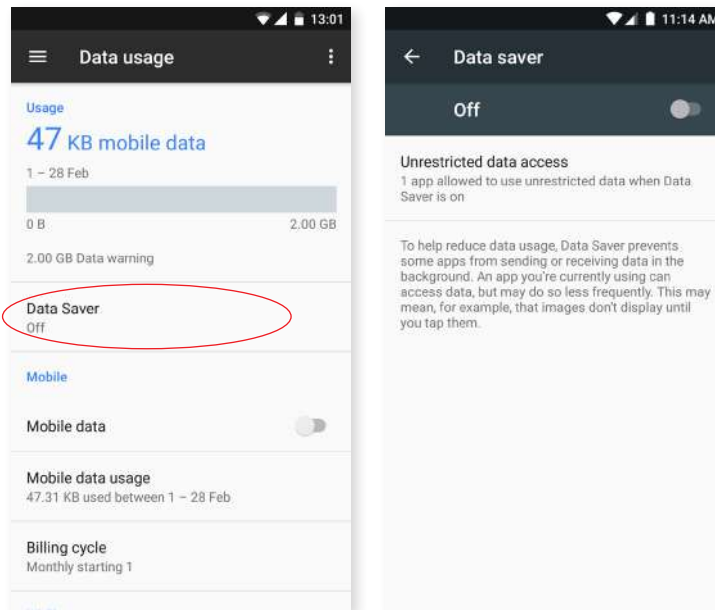 13:01
Data usage
Usage
47 KB mobile data
1 – 28 Feb
0 B 2.00 GB
2.00 GB Data warning
Data Saver
Off
Mobile
Mobile data
Mobile data usage
47.31 KB used between 1 – 28 Feb
Billing cycle
Monthly starting 1
11:14 AM
Data saver
Off
Unrestricted data access
1 app allowed to use unrestricted data when Data
Saver is on
To help reduce data usage, Data Saver prevents
some apps from sending or receiving data in the
background. An app you're currently using can
access data, but may do so less frequently. This may
mean, for example, that images don't display until
you tap them.